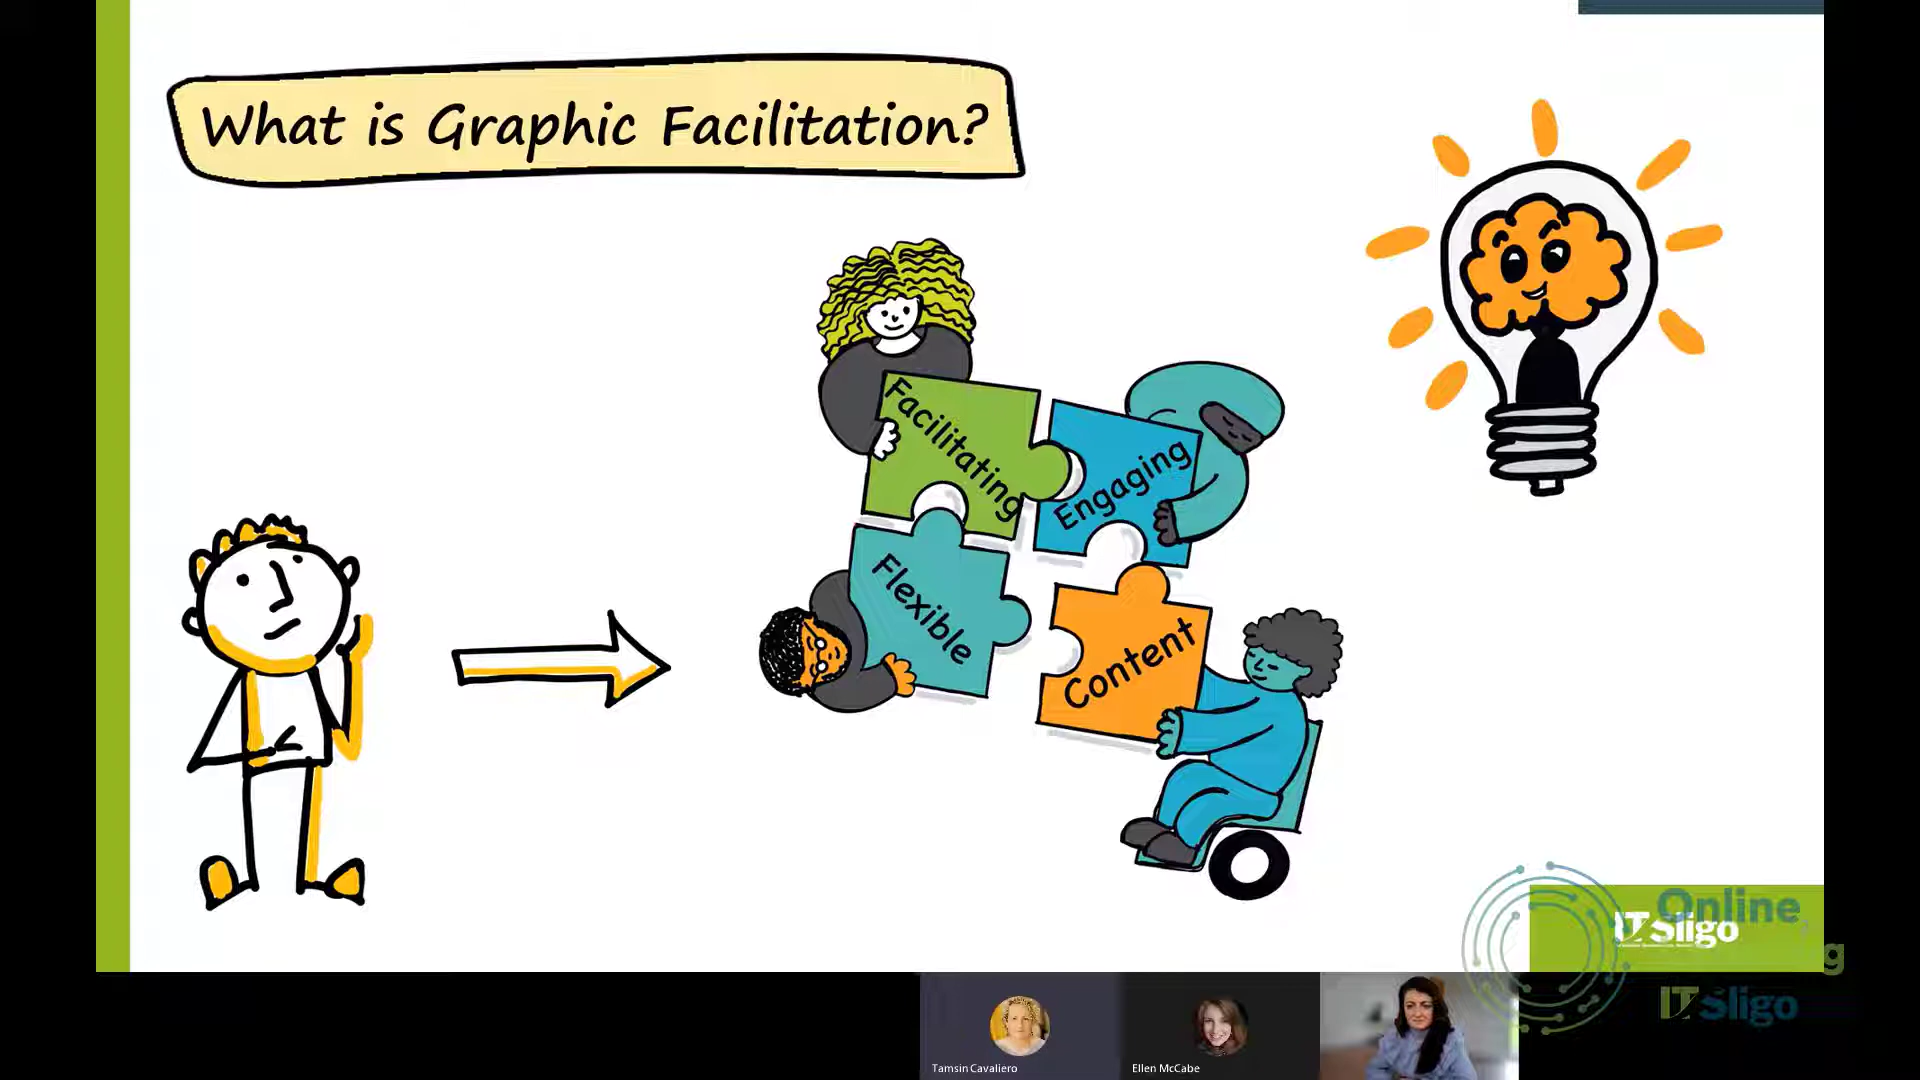 What is Graphic Facilitation?
Facilitating
Engaging
Flexible
Content
Online
IT Sligo
g
IT Sligo
Tamsin Cavaliero
Ellen McCabe